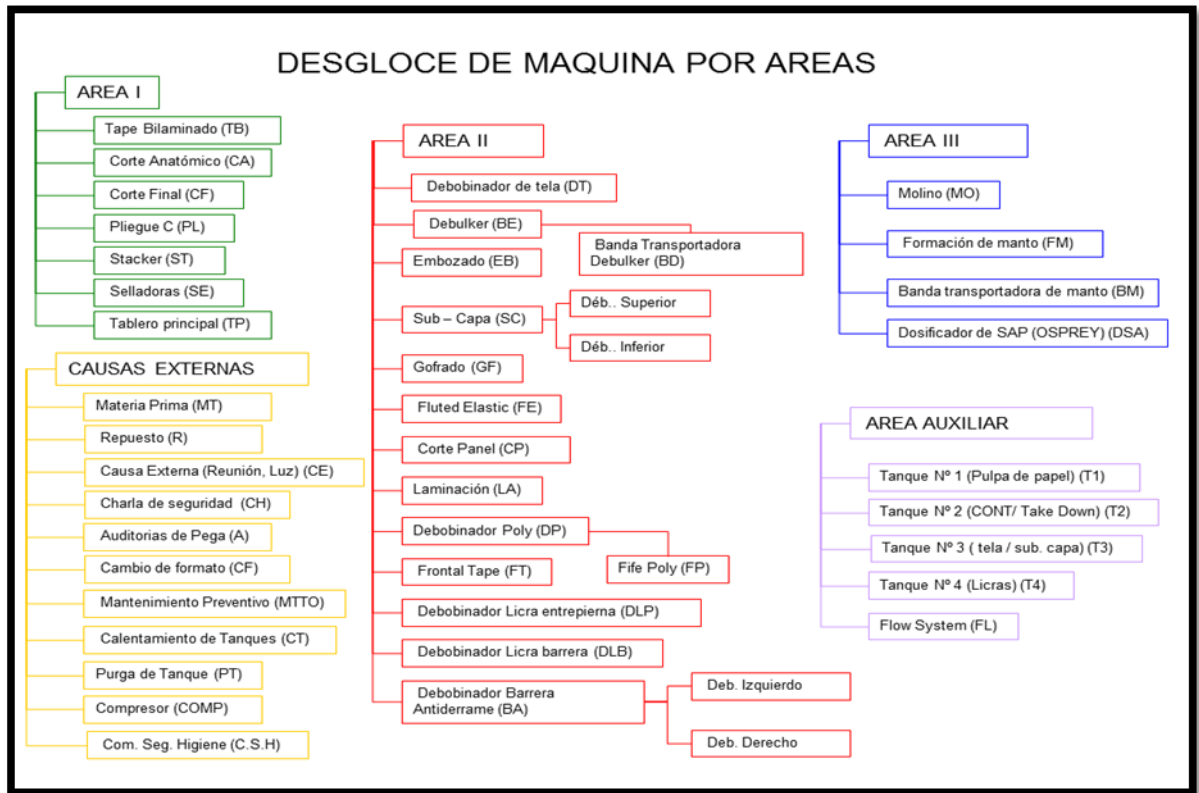 DESGLOCE DE MAQUINA POR AREAS
AREA I
Tape Bilaminado (TB)
Corte Anatómico (CA)
Corte Final (CF)
Pliegue C (PL)
Stacker (ST)
Selladoras (SE)
Tablero principal (TP)
CAUSAS EXTERNAS
Materia Prima (MT)
Repuesto (R)
Causa Externa (Reunión, Luz) (CE)
Charla de seguridad (CH)
Auditorias de Pega (A)
Cambio de formato (CF)
Mantenimiento Preventivo (MTTO)
Calentamiento de Tanques (CT)
Purga de Tanque (PT)
Compresor (COMP)
Com. Seg. Higiene (C.S.H)
AREA II
Debobinador de tela (DT)
Debulker (BE)
Banda Transportadora
Debulker (BD)
Embozado (EB)
Sub – Capa (SC)
Déb.. Superior
Déb.. Inferior
Gofrado (GF)
Fluted Elastic (FE)
Corte Panel (CP)
Laminación (LA)
Debobinador Poly (DP)
Fife Poly (FP)
Frontal Tape (FT)
Debobinador Licra entrepierna (DLP)
Debobinador Licra barrera (DLB)
Debobinador Barrera
Antiderrame (BA)
Deb. Izquierdo
Deb. Derecho
AREA III
Molino (MO)
Formación de manto (FM)
Banda transportadora de manto (BM)
Dosificador de SAP (OSPREY) (DSA)
AREA AUXILIAR
Tanque Nº 1 (Pulpa de papel) (T1)
Tanque Nº 2 (CONT/ Take Down) (T2)
Tanque Nº 3 ( tela / sub. capa) (T3)
Tanque Nº 4 (Licras) (T4)
Flow System (FL)